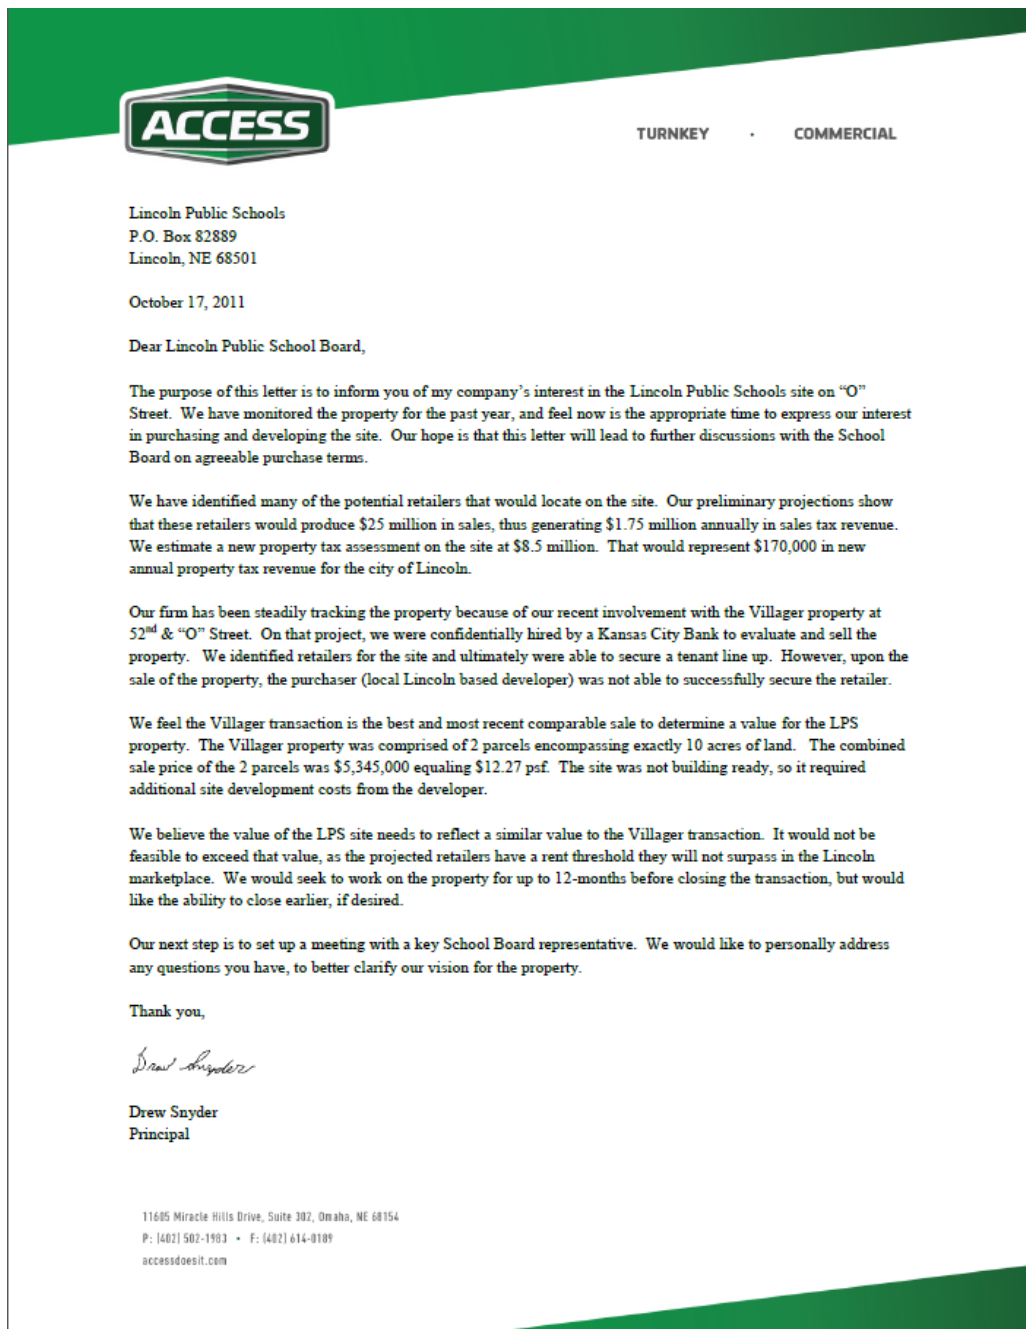 ACCESS
TURNKEY · COMMERCIAL
Lincoln Public Schools
P.O. Box 82889
Lincoln, NE 68501
October 17, 2011
Dear Lincoln Public School Board,
The purpose of this letter is to inform you of my company's interest in the Lincoln Public Schools site on "O"
Street. We have monitored the property for the past year, and feel now is the appropriate time to express our interest
in purchasing and developing the site. Our hope is that this letter will lead to further discussions with the School
Board on agreeable purchase terms.
We have identified many of the potential retailers that would locate on the site. Our preliminary projections show
that these retailers would produce $25 million in sales, thus generating $1.75 million annually in sales tax revenue.
We estimate a new property tax assessment on the site at $8.5 million. That would represent $170,000 in new
annual property tax revenue for the city of Lincoln.
Our firm has been steadily tracking the property because of our recent involvement with the Villager property at
52nd & "O" Street. On that project, we were confidentially hired by a Kansas City Bank to evaluate and sell the
property. We identified retailers for the site and ultimately were able to secure a tenant line up. However, upon the
sale of the property, the purchaser (local Lincoln based developer) was not able to successfully secure the retailer.
We feel the Villager transaction is the best and most recent comparable sale to determine a value for the LPS
property. The Villager property was comprised of 2 parcels encompassing exactly 10 acres of land. The combined
sale price of the 2 parcels was $5,345,000 equaling $12.27 psf. The site was not building ready, so it required
additional site development costs from the developer.
We believe the value of the LPS site needs to reflect a similar value to the Villager transaction. It would not be
feasible to exceed that value, as the projected retailers have a rent threshold they will not surpass in the Lincoln
marketplace. We would seek to work on the property for up to 12-months before closing the transaction, but would
like the ability to close earlier, if desired.
Our next step is to set up a meeting with a key School Board representative. We would like to personally address
any questions you have, to better clarify our vision for the property.
Thank you,
Drew Snyder
Drew Snyder
Principal
11605 Miracle Hills Drive, Suite 302, Omaha, NE 68154
P: (402) 502-1983 • F: (402) 614-0189
accessdoesit.com